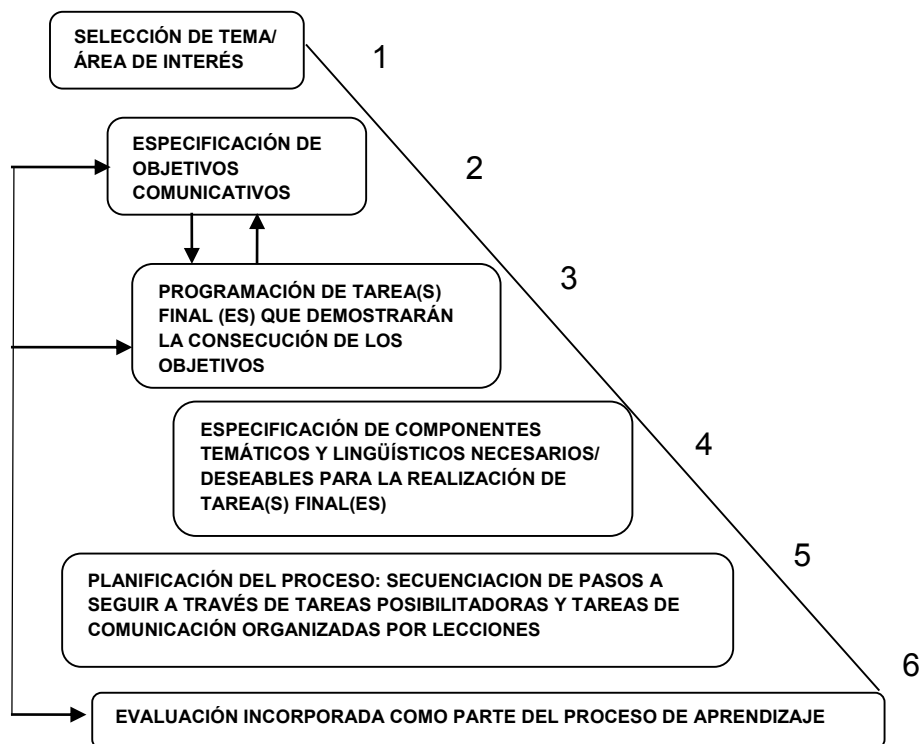 SELECCIÓN DE TEMA/
ÁREA DE INTERÉS
1
ESPECIFICACIÓN DE
OBJETIVOS
COMUNICATIVOS
2
PROGRAMACIÓN DE TAREA(S)
FINAL (ES) QUE DEMOSTRARÁN
LA CONSECUCIÓN DE LOS
OBJETIVOS
3
ESPECIFICACIÓN DE COMPONENTES
TEMÁTICOS Y LINGÜÍSTICOS NECESARIOS/
DESEABLES PARA LA REALIZACIÓN DE
TAREA(S) FINAL(ES)
4
PLANIFICACIÓN DEL PROCESO: SECUENCIACION DE PASOS A
SEGUIR A TRAVÉS DE TAREAS POSIBILITADORAS Y TAREAS DE
COMUNICACIÓN ORGANIZADAS POR LECCIONES
5
EVALUACIÓN INCORPORADA COMO PARTE DEL PROCESO DE APRENDIZAJE
6